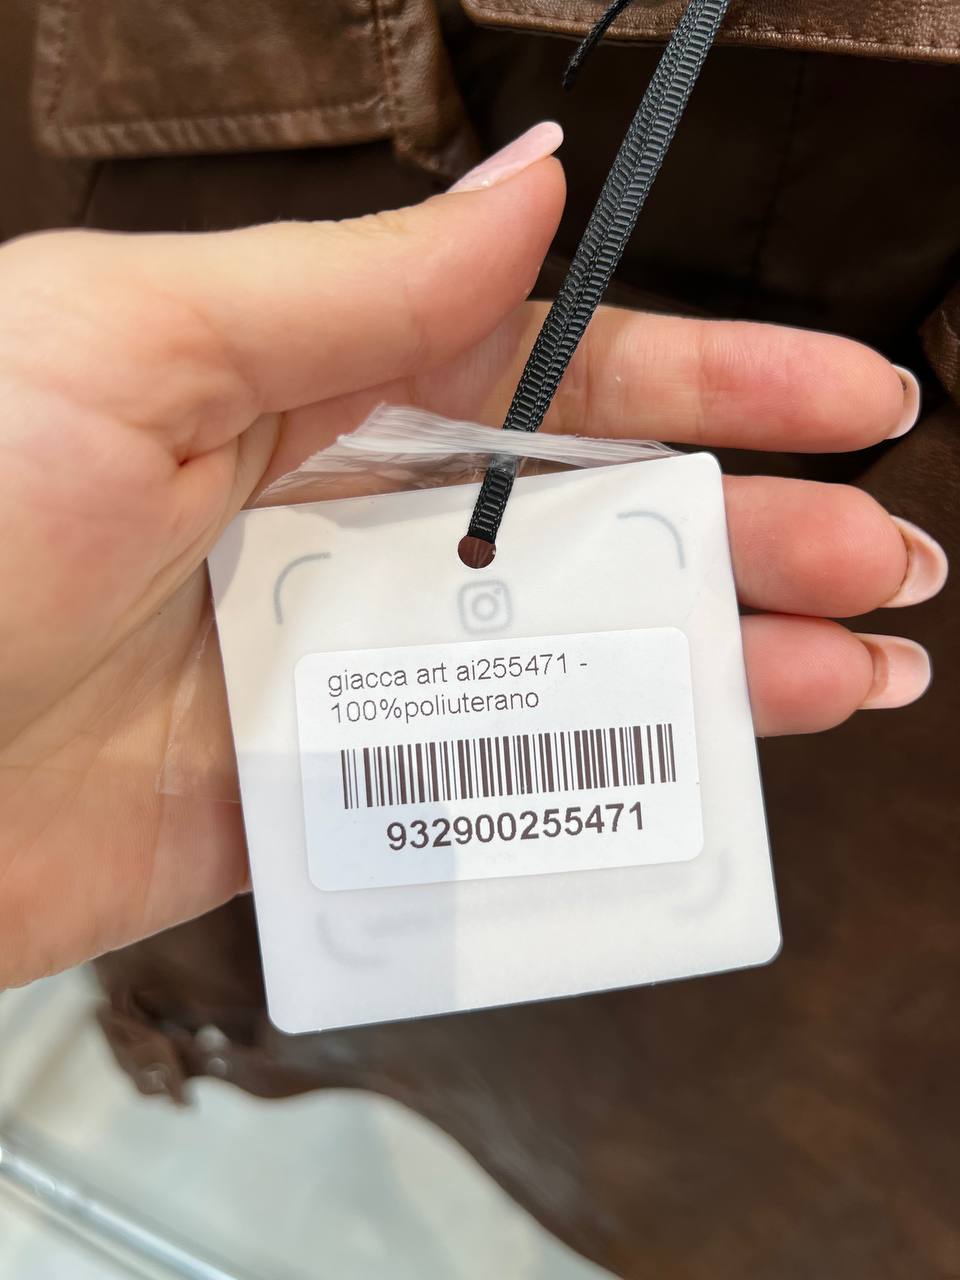 giacca art ai255471 -
100%poliuterano
932900255471